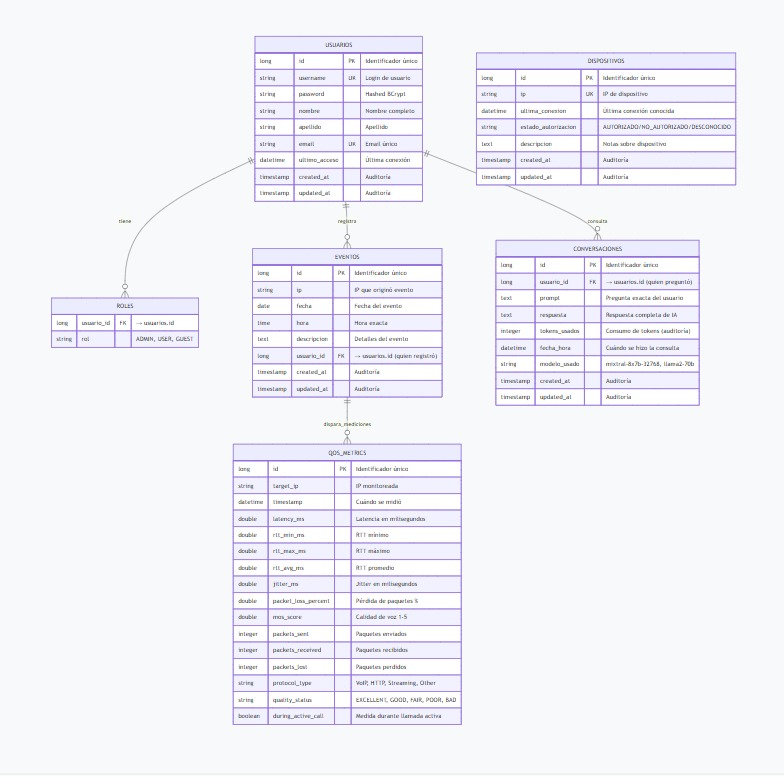 USUARIOS
long id PK Identificador único
string username UK Login de usuario
string password Hashed BCrypt
string nombre Nombre completo
string apellido Apellido
string email UK Email único
datetime ultimo_acceso Última conexión
timestamp created_at Auditoría
timestamp updated_at Auditoría
DISPOSITIVOS
long id PK Identificador único
string ip UK IP de dispositivo
datetime ultima_conexion Última conexión conocida
string estado_autorizacion AUTORIZADO/NO_AUTORIZADO/DESCONOCIDO
text descripcion Notas sobre dispositivo
timestamp created_at Auditoría
timestamp updated_at Auditoría
tiene
registra
consulta
ROLES
long usuario_id FK → usuarios.id
string rol ADMIN, USER, GUEST
EVENTOS
long id PK Identificador único
string ip IP que originó evento
date fecha Fecha del evento
time hora Hora exacta
text descripcion Detalles del evento
long usuario_id FK → usuarios.id (quien registró)
timestamp created_at Auditoría
timestamp updated_at Auditoría
CONVERSACIONES
long id PK Identificador único
long usuario_id FK → usuarios.id (quien preguntó)
text prompt Pregunta exacta del usuario
text respuesta Respuesta completa de IA
integer tokens_usados Consumo de tokens (auditoría)
datetime fecha_hora Cuándo se hizo la consulta
string modelo_usado mixtral-8x7b-32768, llama2-70b
timestamp created_at Auditoría
timestamp updated_at Auditoría
dispara_mediciones
QOS_METRICS
long id PK Identificador único
string target_ip IP monitoreada
datetime timestamp Cuándo se midió
double latency_ms Latencia en milisegundos
double rtt_min_ms RTT mínimo
double rtt_max_ms RTT máximo
double rtt_avg_ms RTT promedio
double jitter_ms Jitter en milisegundos
double packet_loss_percent Pérdida de paquetes %
double mos_score Calidad de voz 1-5
integer packets_sent Paquetes enviados
integer packets_received Paquetes recibidos
integer packets_lost Paquetes perdidos
string protocol_type VoIP, HTTP, Streaming, Other
string quality_status EXCELLENT, GOOD, FAIR, POOR, BAD
boolean during_active_call Medida durante llamada activa